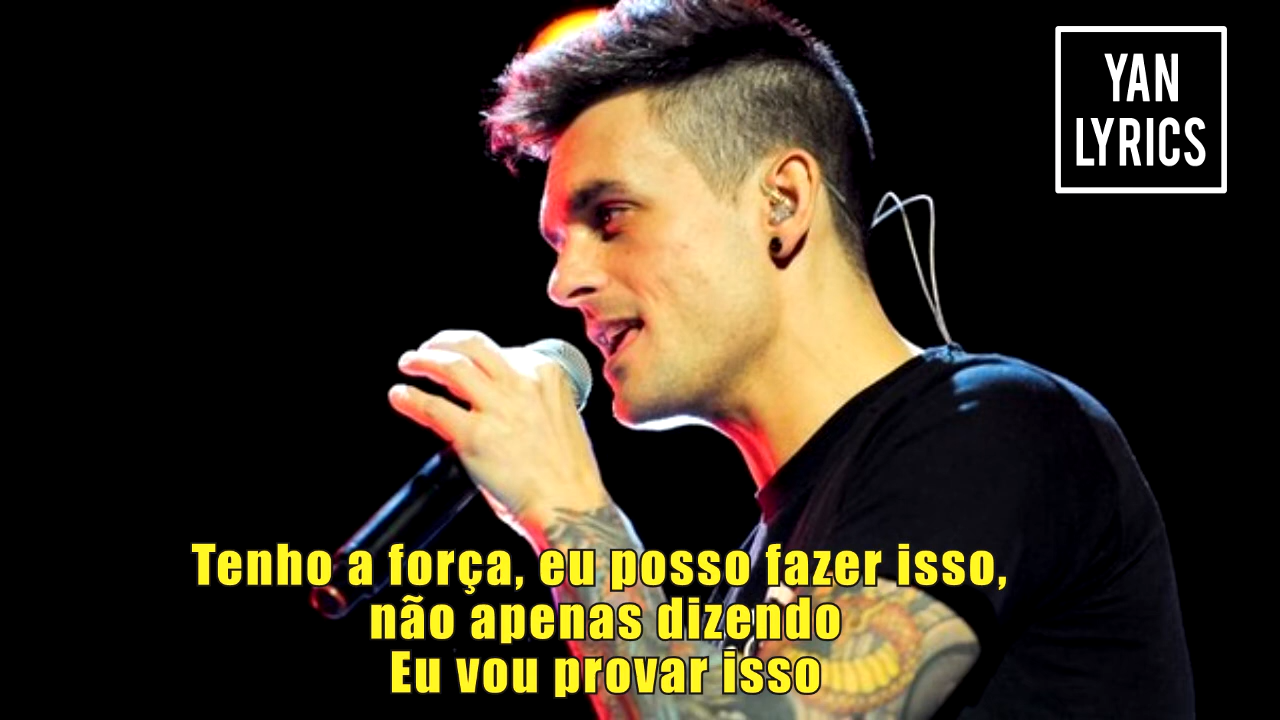 YAN
LYRICS
Tenho a força, eu posso fazer isso,
não apenas dizendo
Eu vou provar isso